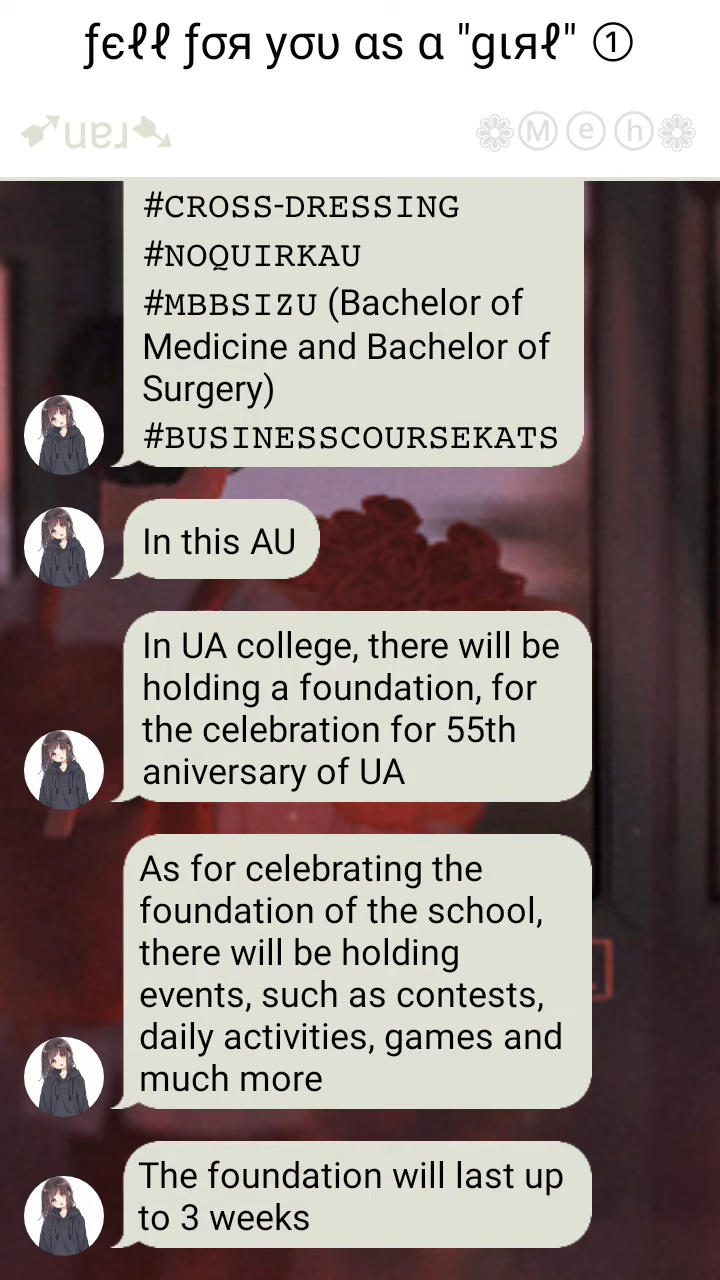 fєℓℓ fσя yσυ αs α "gιяℓ" ①
➶uɐɹ➴
❁Ⓜⓔⓗ❁
#CROSS-DRESSING
#NOQUIRKAU
#MBBSIZU (Bachelor of
Medicine and Bachelor of
Surgery)
#BUSINESSCOURSEKATS
In this AU
In UA college, there will be
holding a foundation, for
the celebration for 55th
aniversary of UA
As for celebrating the
foundation of the school,
there will be holding
events, such as contests,
daily activities, games and
much more
The foundation will last up
to 3 weeks